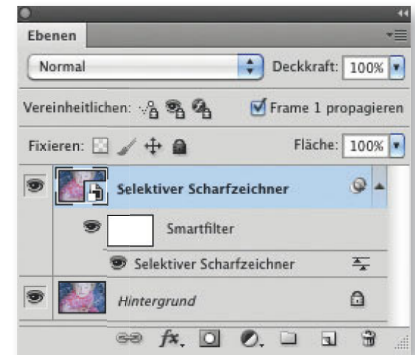 Ebenen
Normal Deckkraft: 100%
Vereinheitlichen: Frame 1 propagieren
Fixieren: Fläche: 100%
Selektiver Scharfzeichner
Smartfilter
Selektiver Scharfzeichner
Hintergrund
fx.